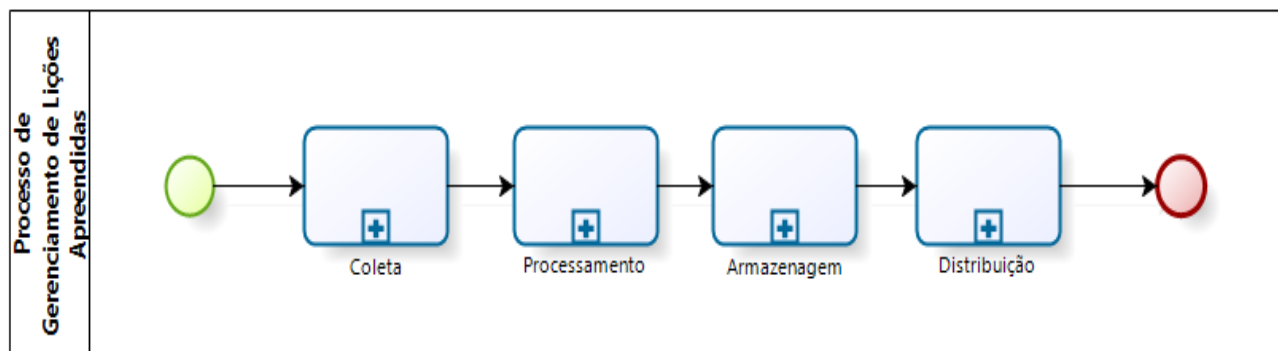 Processo de
Gerenciamento de Lições
Apreendidas
Coleta
Processamento
Armazenagem
Distribuição